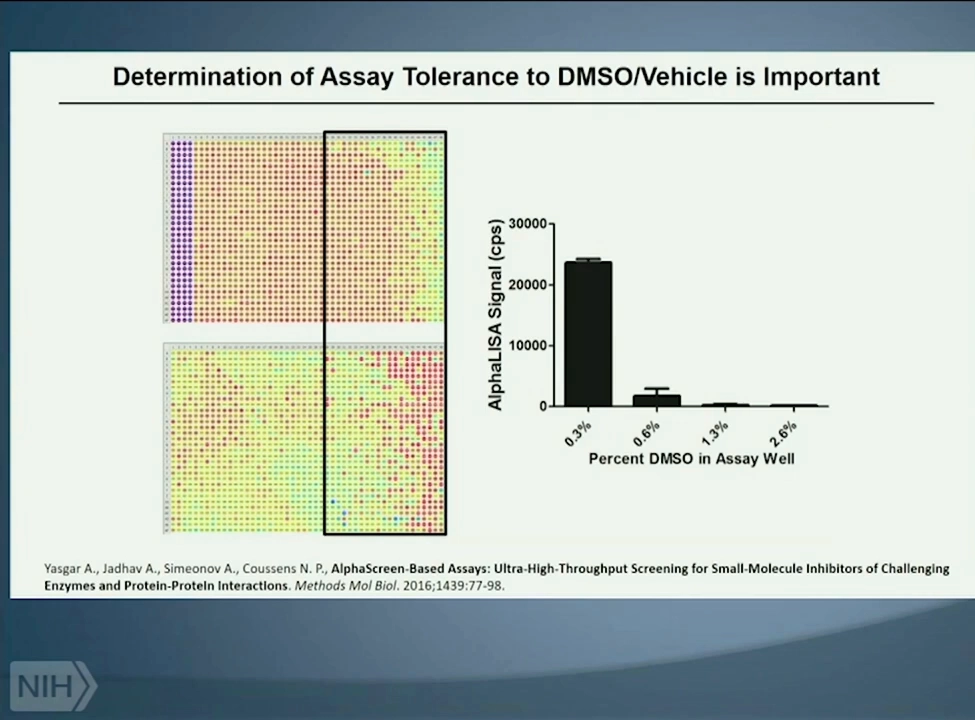 Determination of Assay Tolerance to DMSO/Vehicle is Important
AlphaLISA Signal (cps)
30000
20000
10000
0
0.3%
0.6%
1.3%
2.6%
Percent DMSO in Assay Well
Yasgar A., Jadhav A., Simeonov A., Coussens N. P., AlphaScreen-Based Assays: Ultra-High-Throughput Screening for Small-Molecule Inhibitors of Challenging
Enzymes and Protein-Protein Interactions. Methods Mol Biol. 2016;1439:77-98.
NIH